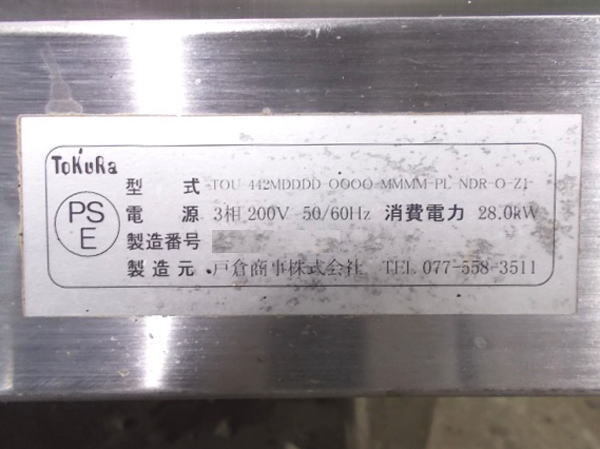 ToKuRa
PS
E
型式 TOU-442MDDDD-OOOO-MMMM-PL-NDR-O-Z1
電源 3相 200V 50/60Hz 消費電力 28.0kW
製造番号
製造元 戸倉商事株式会社 TEL 077-558-3511